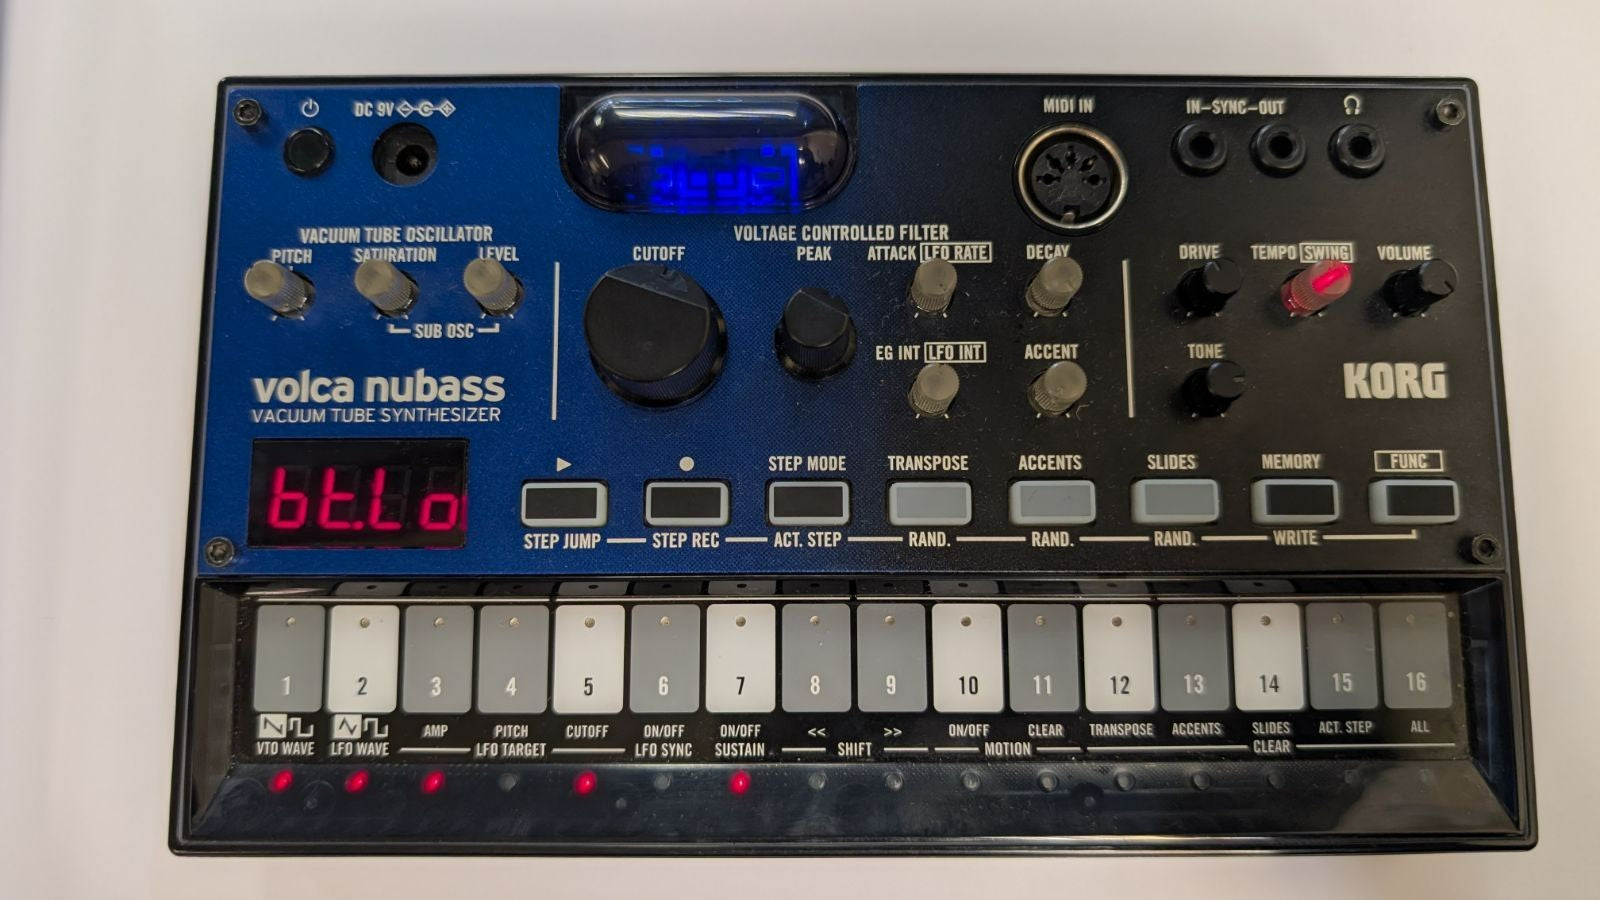 DC 9V
MIDI IN
IN-SYNC-OUT
VACUUM TUBE OSCILLATOR
VOLTAGE CONTROLLED FILTER
PITCH SATURATION LEVEL
CUTOFF PEAK ATTACK LFO RATE DECAY
DRIVE TEMPO SWING VOLUME
SUB OSC
EG INT LFO INT ACCENT
TONE
KORG
volca nubass
VACUUM TUBE SYNTHESIZER
bt.Lo
STEP MODE TRANSPOSE ACCENTS SLIDES MEMORY FUNC
STEP JUMP STEP REC ACT. STEP RAND. RAND. RAND. WRITE
1 2 3 4 5 6 7 8 9 10 11 12 13 14 15 16
AMP PITCH CUTOFF ON/OFF ON/OFF << >> ON/OFF CLEAR TRANSPOSE ACCENTS SLIDES ACT. STEP ALL
VTO WAVE LFO WAVE LFO TARGET LFO SYNC SUSTAIN SHIFT MOTION CLEAR